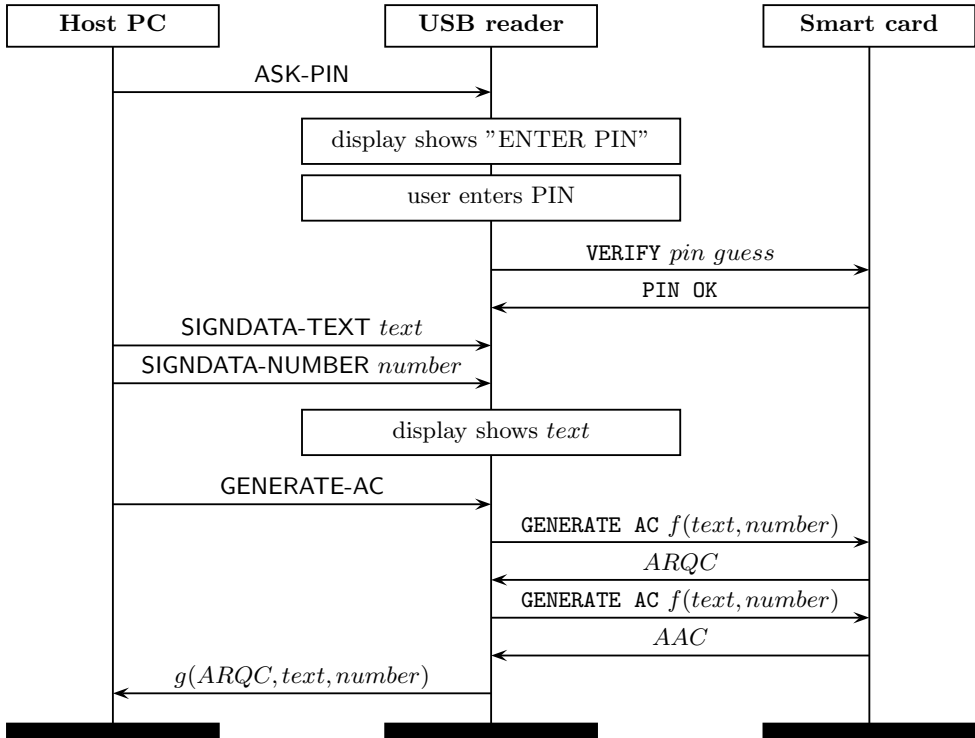 Host PC USB reader Smart card
ASK-PIN
display shows ”ENTER PIN”
user enters PIN
VERIFY pin guess
PIN OK
SIGNDATA-TEXT text
SIGNDATA-NUMBER number
display shows text
GENERATE-AC
GENERATE AC f(text, number)
ARQC
GENERATE AC f(text, number)
AAC
g(ARQC, text, number)